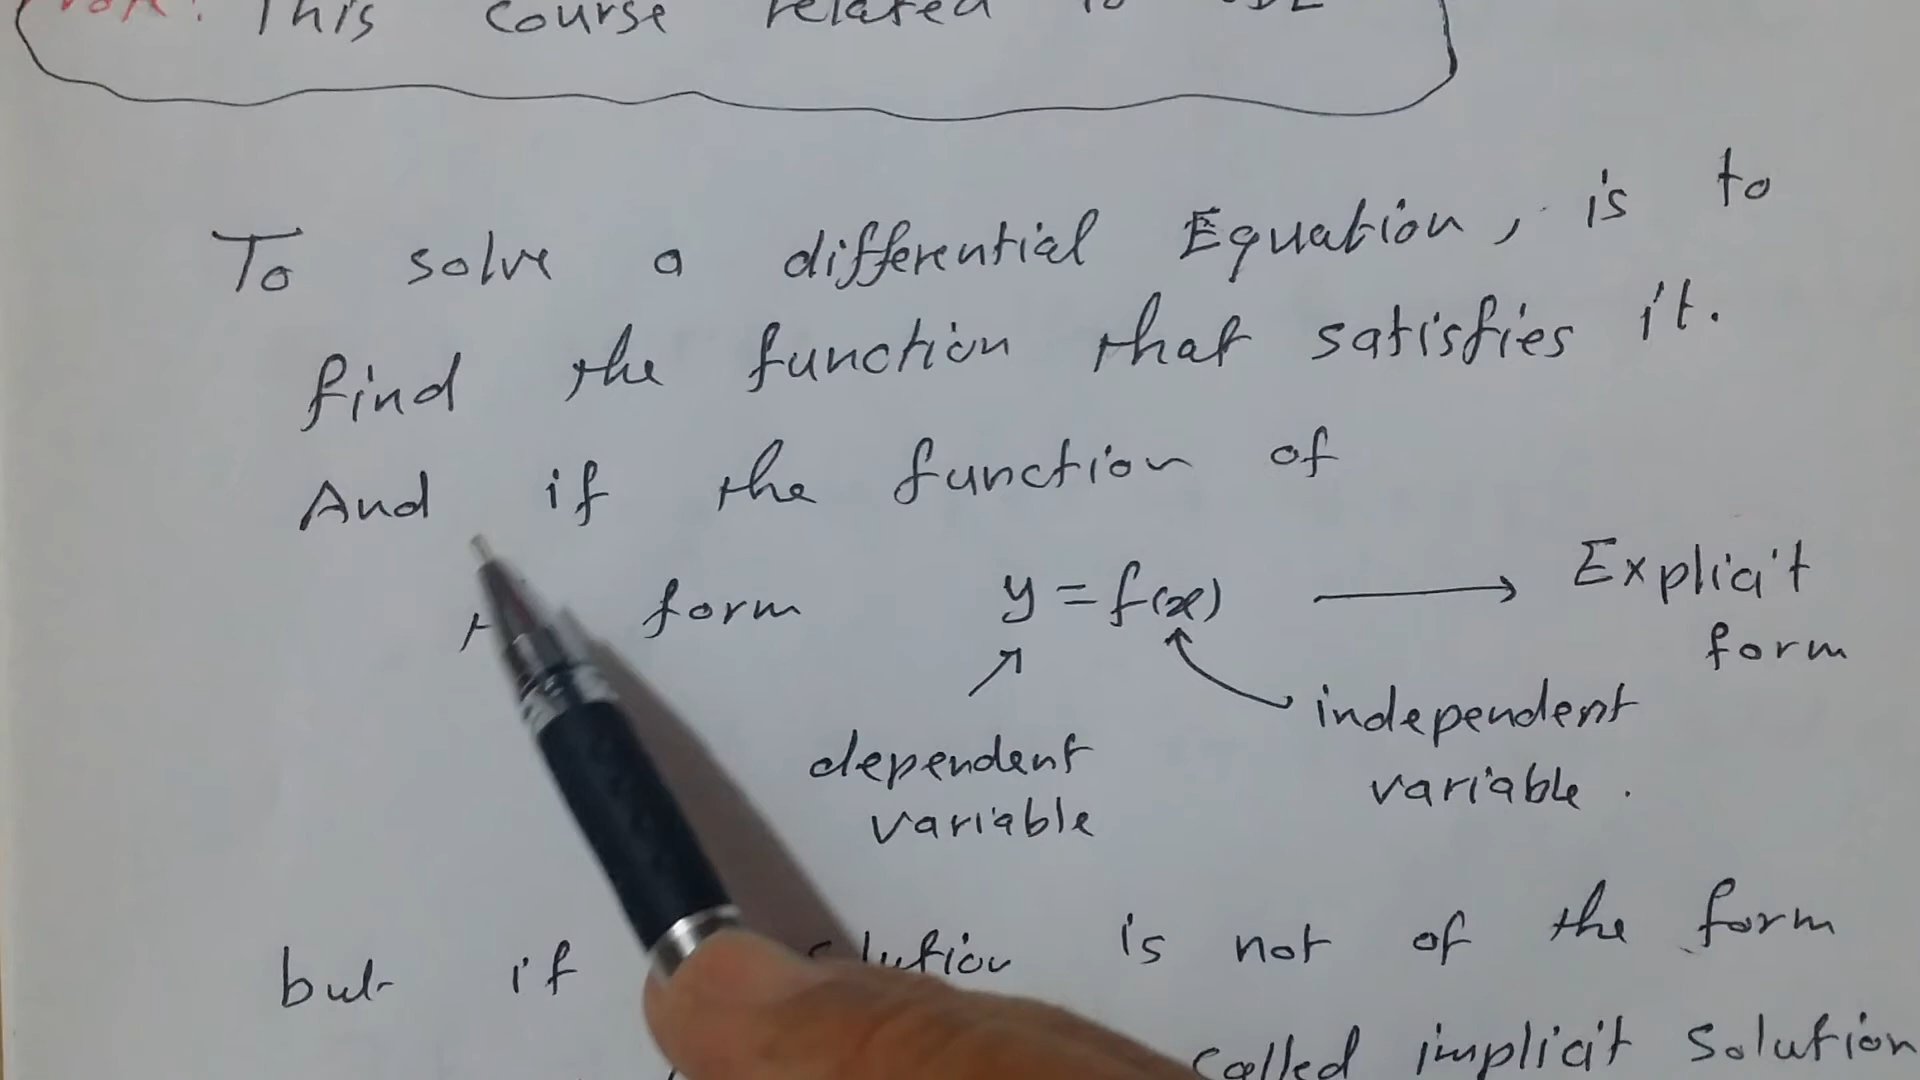 This course related to
To solve a differential Equation, is to
find the function that satisfies it.
And if the function of
form y = f(x) → Explicit
form
dependent
variable
independent
variable.
but if is not of the form
called implicit solution